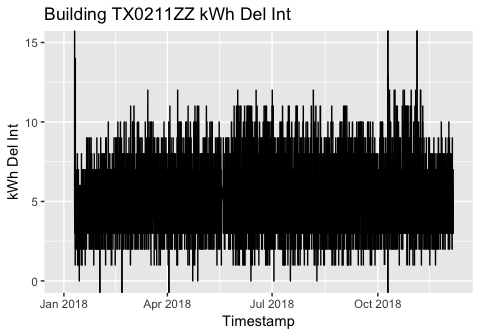 Building TX0211ZZ kWh Del Int
15
10
5
0
kWh Del Int
Jan 2018
Apr 2018
Jul 2018
Oct 2018
Timestamp